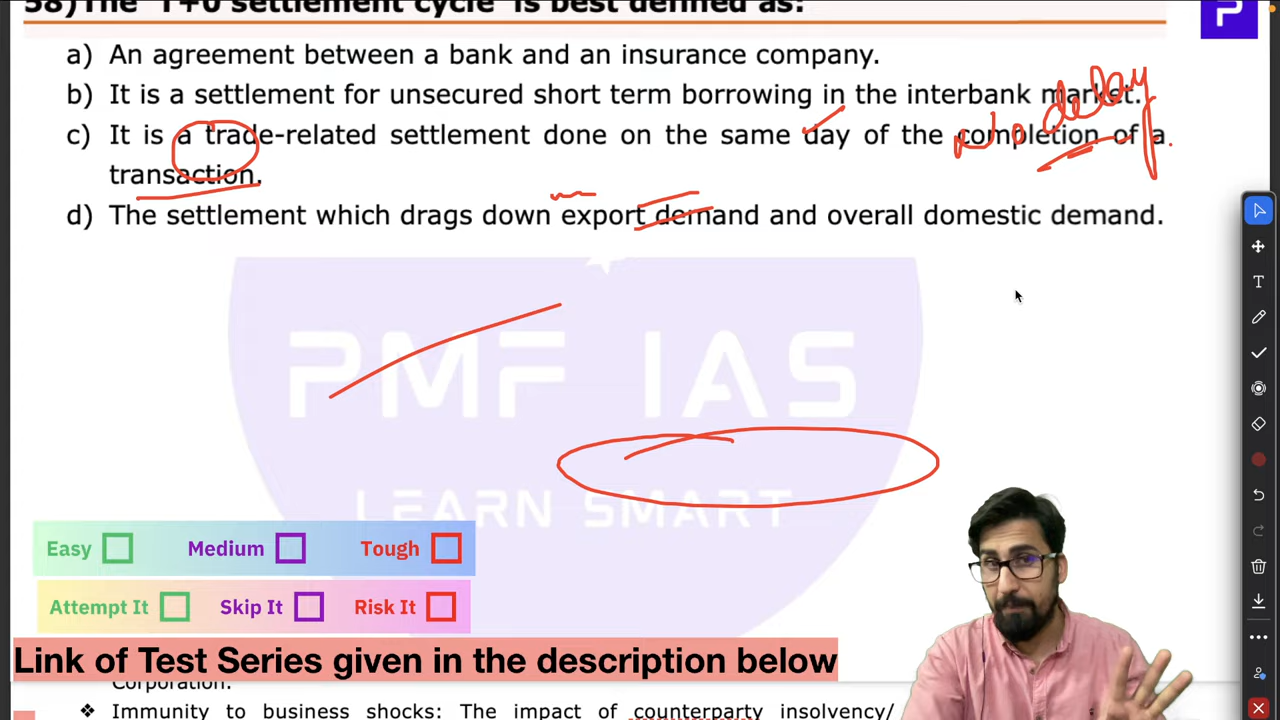 58)The 'T+0 settlement cycle' is best defined as:
P
a) An agreement between a bank and an insurance company.
b) It is a settlement for unsecured short term borrowing in the interbank market.
c) It is a trade-related settlement done on the same day of the completion of a
transaction.
No delay
d) The settlement which drags down export demand and overall domestic demand.
PMF IAS
LEARN SMART
Easy Medium Tough
Attempt It Skip It Risk It
Link of Test Series given in the description below
Corporation.
❖ Immunity to business shocks: The impact of counterparty insolvency/